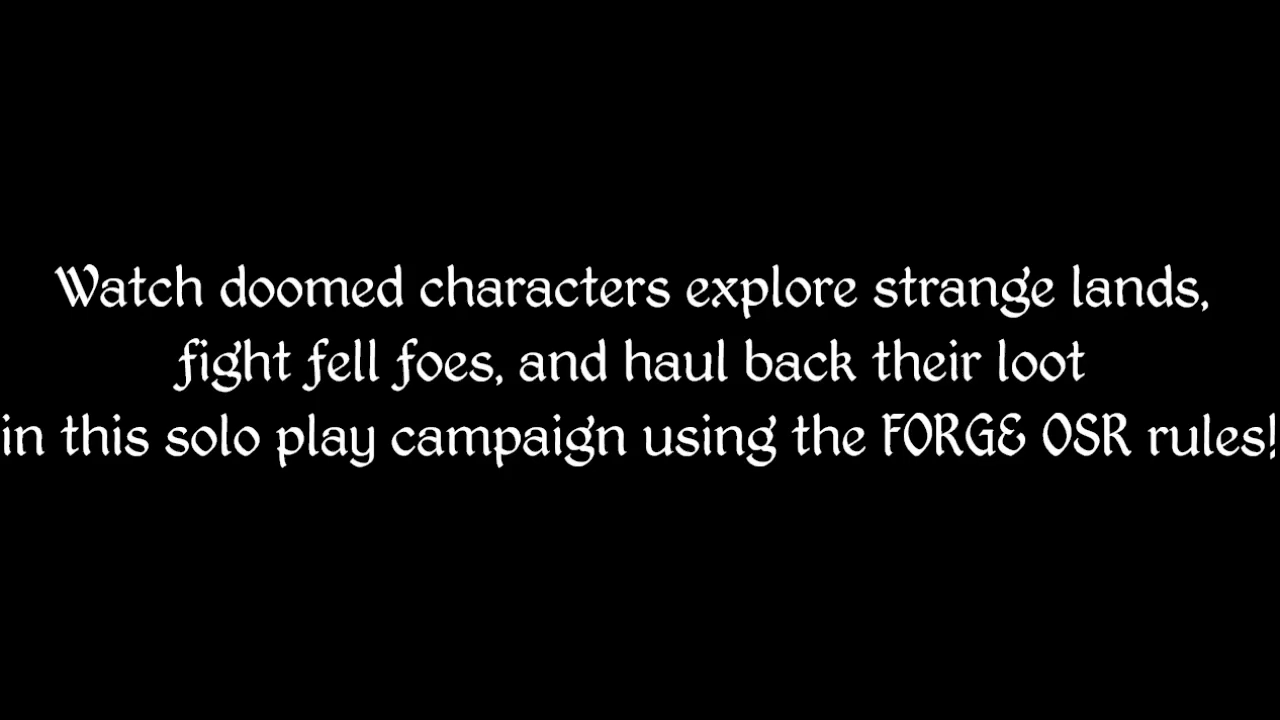 Watch doomed characters explore strange lands,
fight fell foes, and haul back their loot
in this solo play campaign using the FORGE OSR rules!